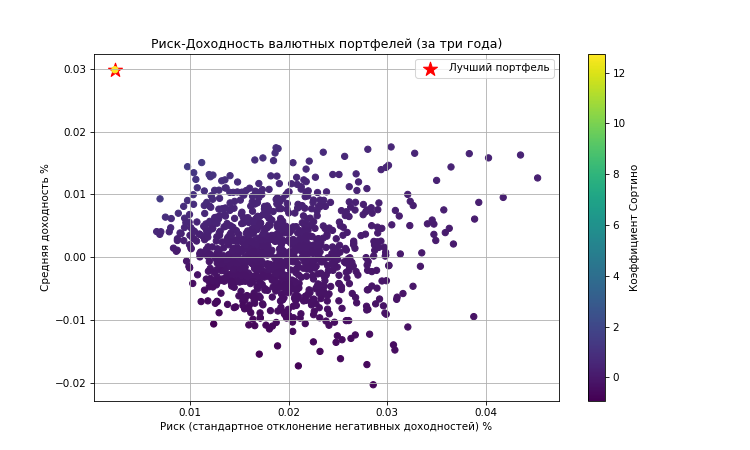 Риск-Доходность валютных портфелей (за три года)
Лучший портфель
Средняя доходность %
0.03
0.02
0.01
0.00
−0.01
−0.02
0.01 0.02 0.03 0.04
Риск (стандартное отклонение негативных доходностей) %
12
10
8
6
4
2
0
Коэффициент Сортино